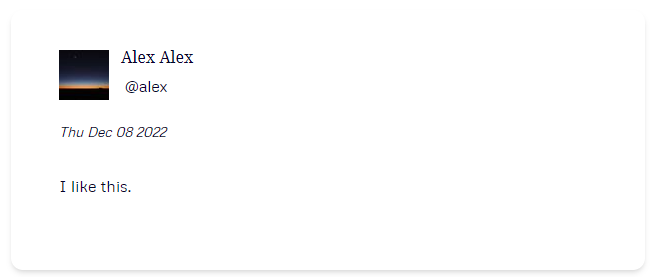 Alex Alex
@alex
Thu Dec 08 2022
I like this.